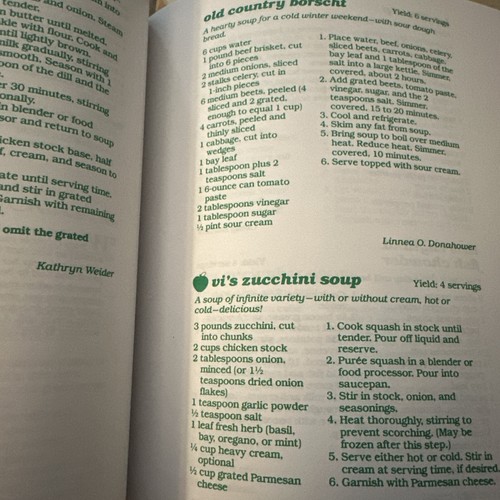 and onion. Steam
tender.
n butter until melted.
kle with flour. Cook and
until lightly brown.
milk gradually, stirring
smooth. Season with
oon of the dill and the
er 30 minutes, stirring
onally.
in blender or food
sor and return to soup
icken stock base, half
f, cream, and season to
ate until serving time.
and stir in grated
Garnish with remaining
omit the grated
Kathryn Weider
old country borscht
Yield: 6 servings
A hearty soup for a cold winter weekend—with sour dough
bread.
6 cups water
1 pound beef brisket, cut
into 6 pieces
2 medium onions, sliced
2 stalks celery, cut in
1-inch pieces
6 medium beets, peeled (4
sliced and 2 grated,
enough to equal 1 cup)
4 carrots, peeled and
thinly sliced
1 cabbage, cut into
wedges
1 bay leaf
1 tablespoon plus 2
teaspoons salt
1 6-ounce can tomato
paste
2 tablespoons vinegar
1 tablespoon sugar
½ pint sour cream
1. Place water, beef, onions, celery,
sliced beets, carrots, cabbage,
bay leaf and 1 tablespoon of the
salt into a large kettle. Simmer,
covered, about 2 hours.
2. Add grated beets, tomato paste,
vinegar, sugar, and the 2
teaspoons salt. Simmer,
covered, 15 to 20 minutes.
3. Cool and refrigerate.
4. Skim any fat from soup.
5. Bring soup to boil over medium
heat. Reduce heat. Simmer,
covered, 10 minutes.
6. Serve topped with sour cream.
Linnea O. Donahower
vi's zucchini soup
Yield: 4 servings
A soup of infinite variety—with or without cream, hot or
cold—delicious!
3 pounds zucchini, cut
into chunks
2 cups chicken stock
2 tablespoons onion,
minced (or 1½
teaspoons dried onion
flakes)
1 teaspoon garlic powder
½ teaspoon salt
1 leaf fresh herb (basil,
bay, oregano, or mint)
¼ cup heavy cream,
optional
½ cup grated Parmesan
cheese
1. Cook squash in stock until
tender. Pour off liquid and
reserve.
2. Purée squash in a blender or
food processor. Pour into
saucepan.
3. Stir in stock, onion, and
seasonings.
4. Heat thoroughly, stirring to
prevent scorching. (May be
frozen after this step.)
5. Serve either hot or cold. Stir in
cream at serving time, if desired.
6. Garnish with Parmesan cheese.